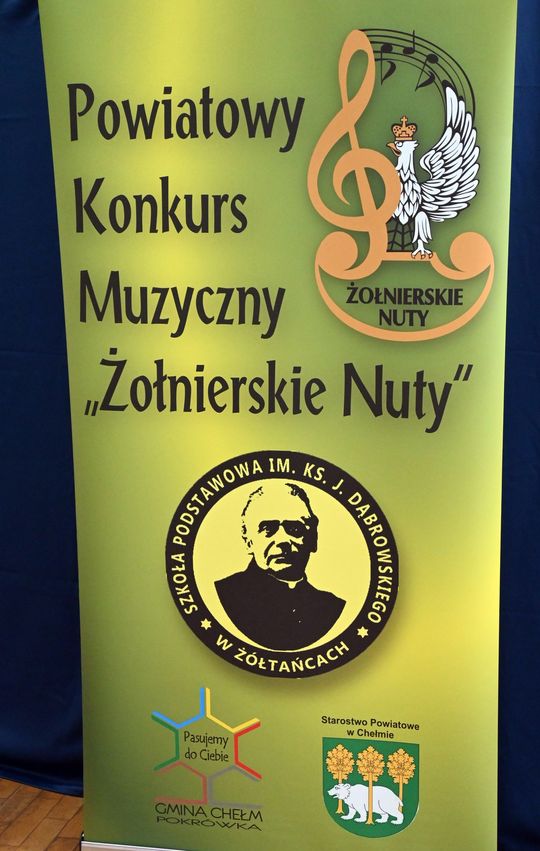 Powiatowy
Konkurs
Muzyczny
„Żołnierskie Nuty”
ŻOŁNIERSKIE
NUTY
SZKOŁA PODSTAWOWA IM. KS. J. DĄBROWSKIEGO
W ŻÓŁTAŃCACH
Pasujemy
do Ciebie
GMINA CHEŁM
POKRÓWKA
Starostwo Powiatowe
w Chełmie